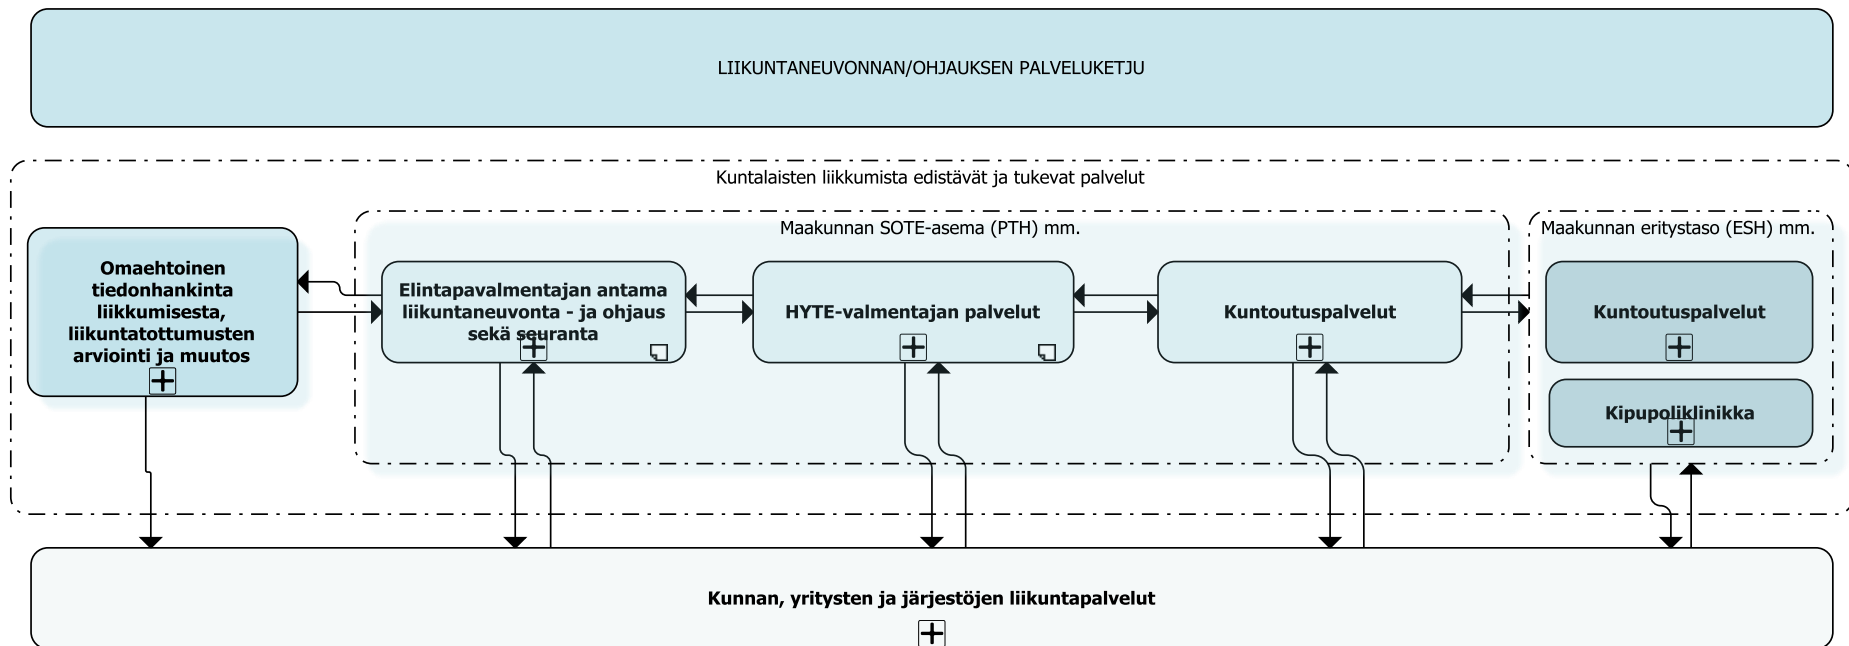 LIIKUNTANEUVONNAN/OHJAUKSEN PALVELUKETJU
Kuntalaisten liikkumista edistävät ja tukevat palvelut
Maakunnan SOTE-asema (PTH) mm.
Maakunnan eritystaso (ESH) mm.
Omaehtoinen
tiedonhankinta
liikkumisesta,
liikuntatottumusten
arviointi ja muutos
Elintapavalmentajan antama
liikuntaneuvonta - ja ohjaus
sekä seuranta
HYTE-valmentajan palvelut
Kuntoutuspalvelut
Kuntoutuspalvelut
Kipupoliklinikka
Kunnan, yritysten ja järjestöjen liikuntapalvelut